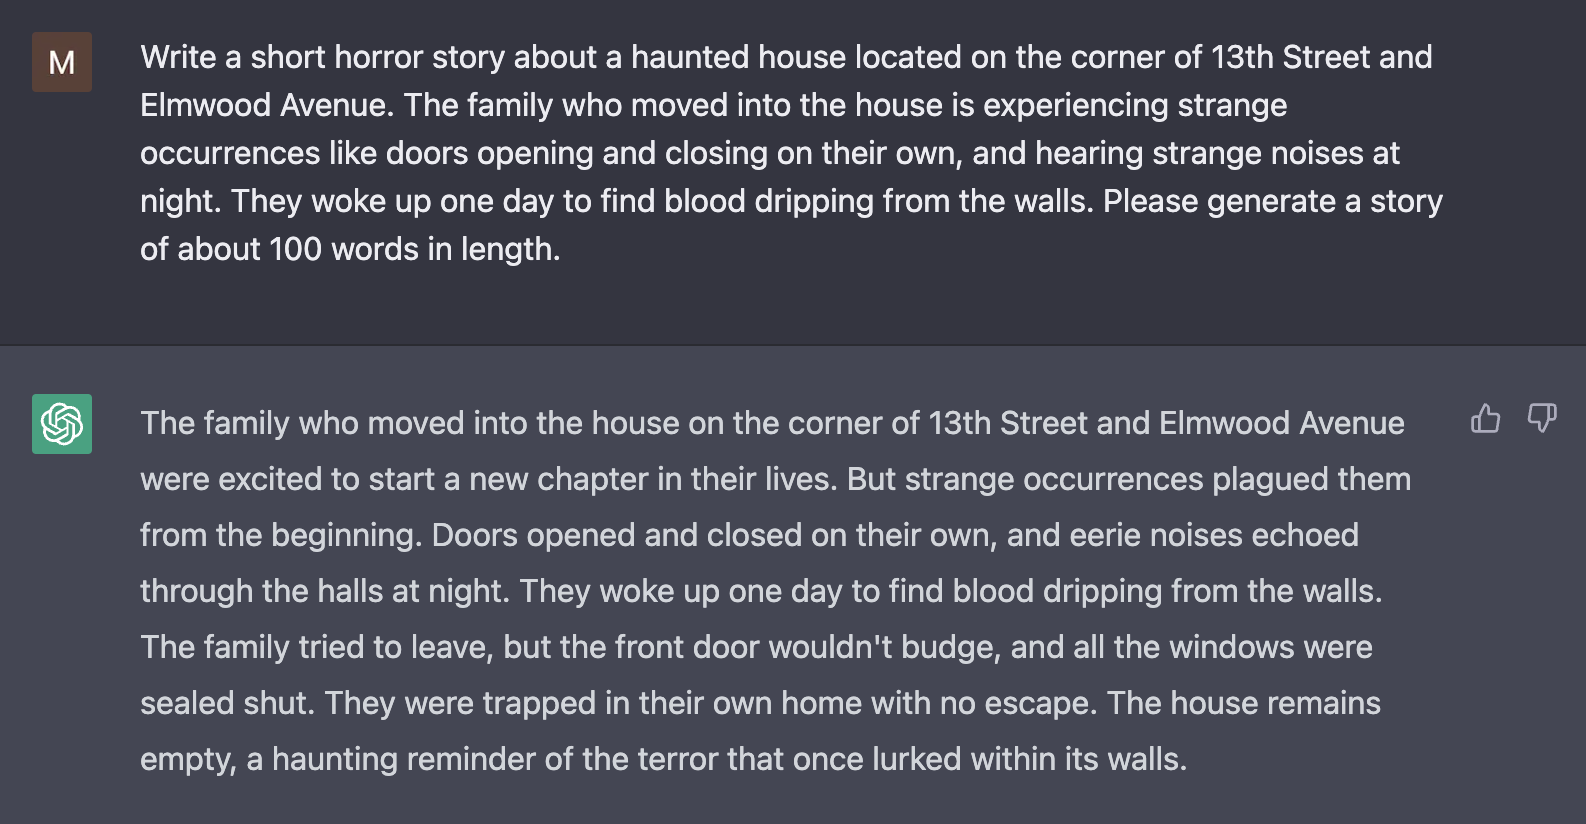 M
Write a short horror story about a haunted house located on the corner of 13th Street and
Elmwood Avenue. The family who moved into the house is experiencing strange
occurrences like doors opening and closing on their own, and hearing strange noises at
night. They woke up one day to find blood dripping from the walls. Please generate a story
of about 100 words in length.
The family who moved into the house on the corner of 13th Street and Elmwood Avenue
were excited to start a new chapter in their lives. But strange occurrences plagued them
from the beginning. Doors opened and closed on their own, and eerie noises echoed
through the halls at night. They woke up one day to find blood dripping from the walls.
The family tried to leave, but the front door wouldn't budge, and all the windows were
sealed shut. They were trapped in their own home with no escape. The house remains
empty, a haunting reminder of the terror that once lurked within its walls.